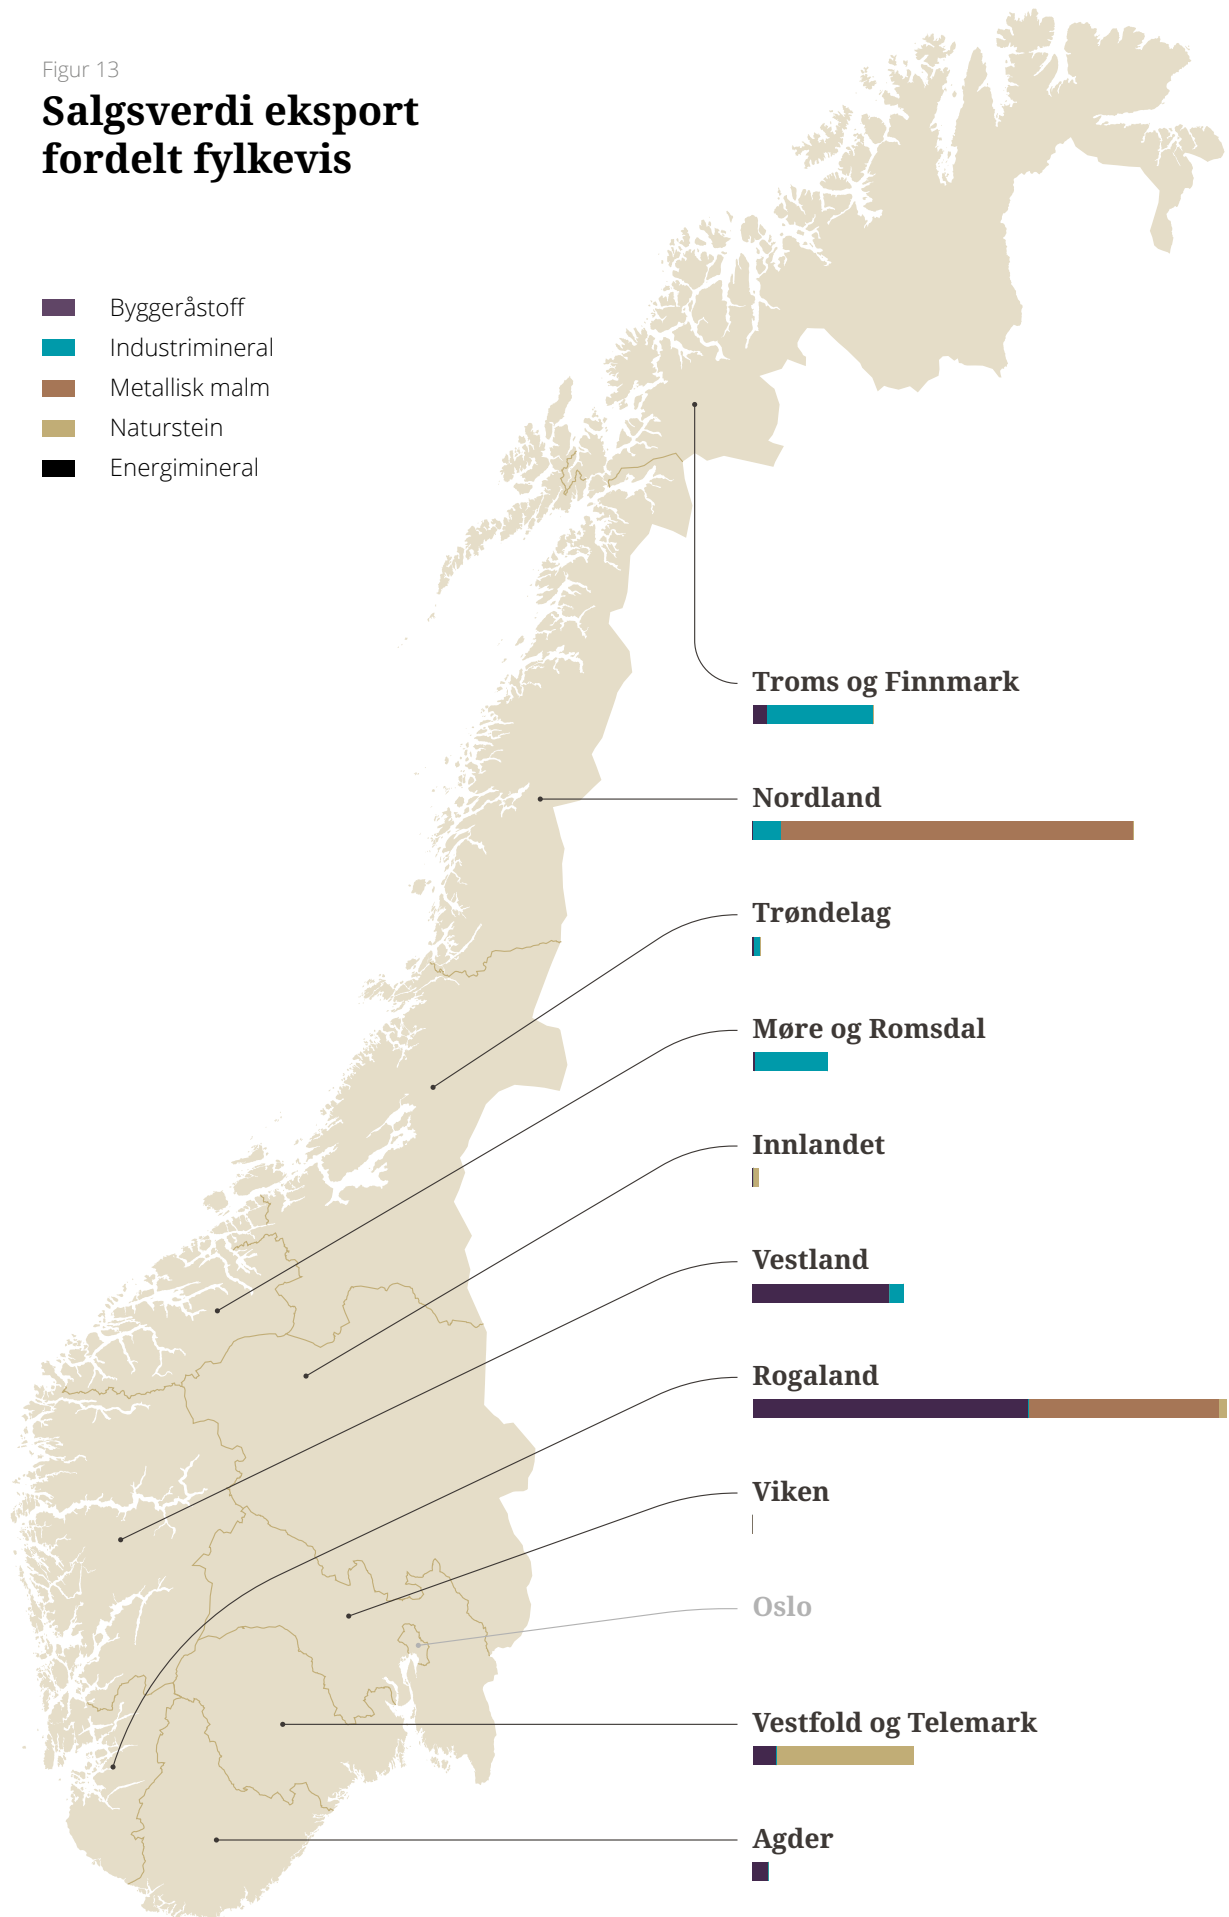 Figur 13
Salgsverdi eksport
fordelt fylkevis
Byggeråstoff
Industrimineral
Metallisk malm
Naturstein
Energimineral
Troms og Finnmark
Nordland
Trøndelag
Møre og Romsdal
Innlandet
Vestland
Rogaland
Viken
Oslo
Vestfold og Telemark
Agder